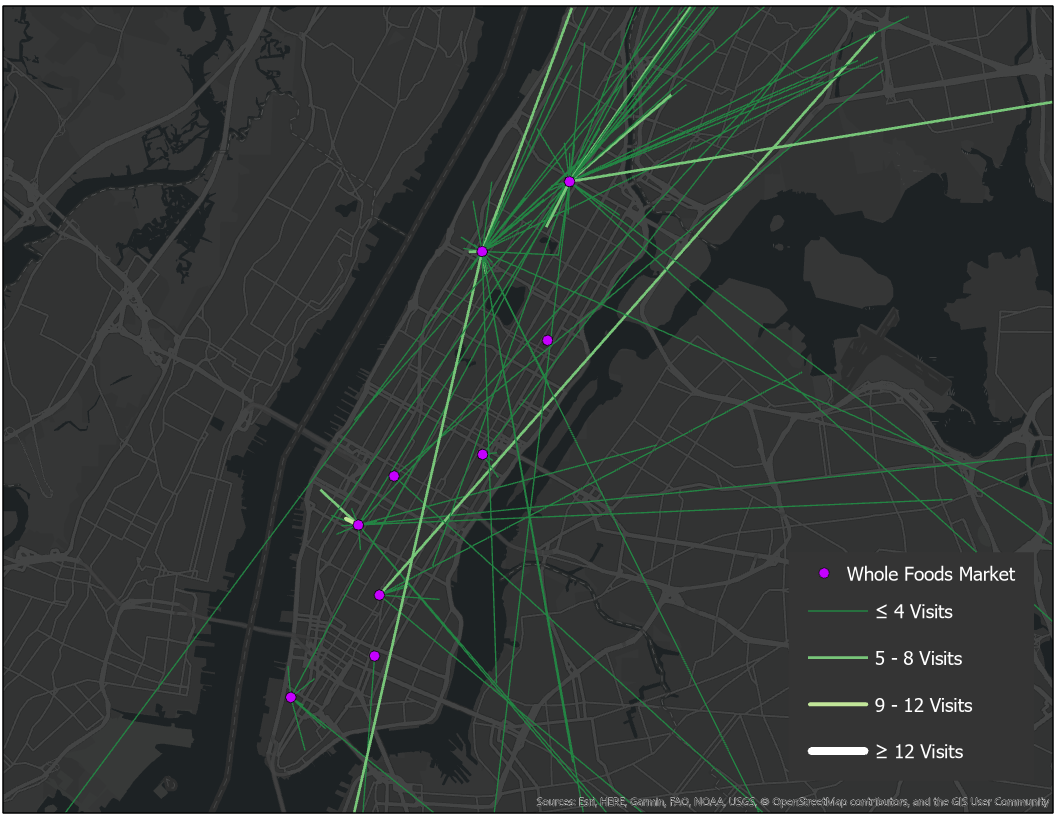 Whole Foods Market
≤ 4 Visits
5 - 8 Visits
9 - 12 Visits
≥ 12 Visits
Sources: Esri, HERE, Garmin, FAO, NOAA, USGS, © OpenStreetMap contributors, and the GIS User Community